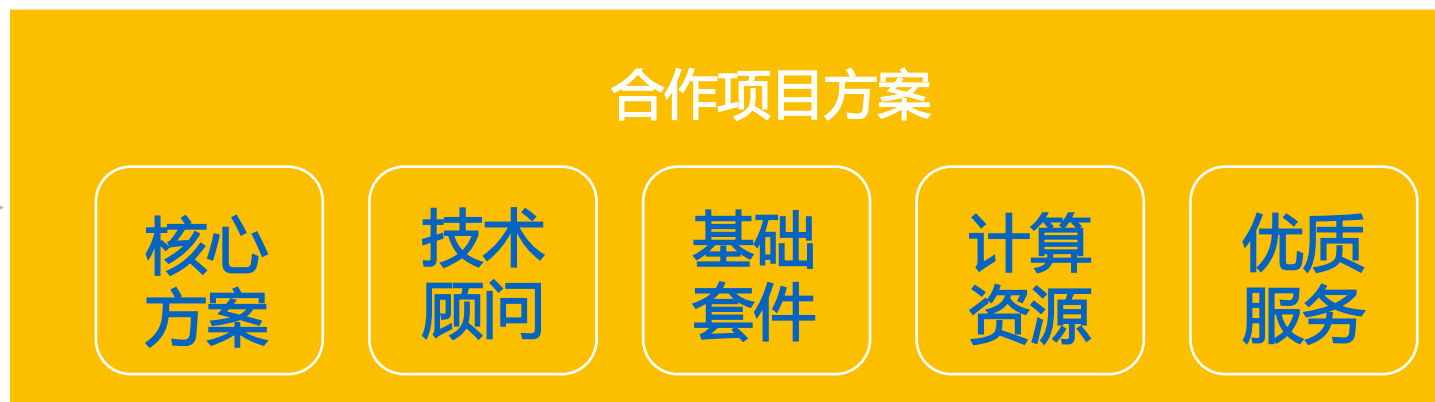 合作项目方案
核心
方案
技术
顾问
基础
套件
计算
资源
优质
服务